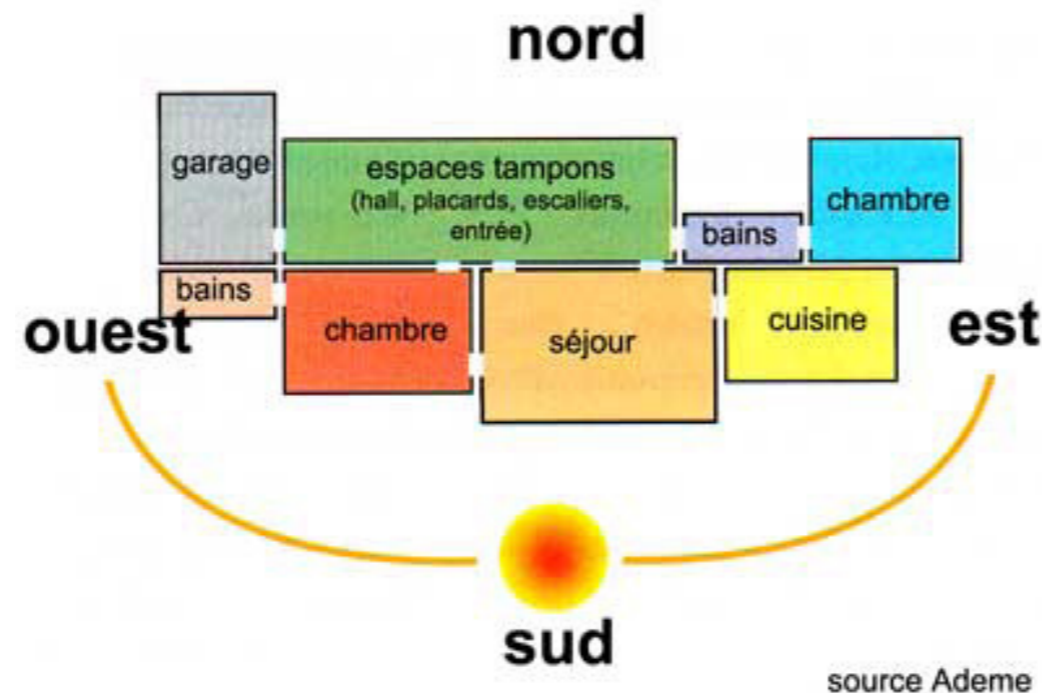 nord
garage
espaces tampons
(hall, placards, escaliers,
entrée)
bains
chambre
bains
chambre
séjour
cuisine
ouest
est
sud
source Ademe